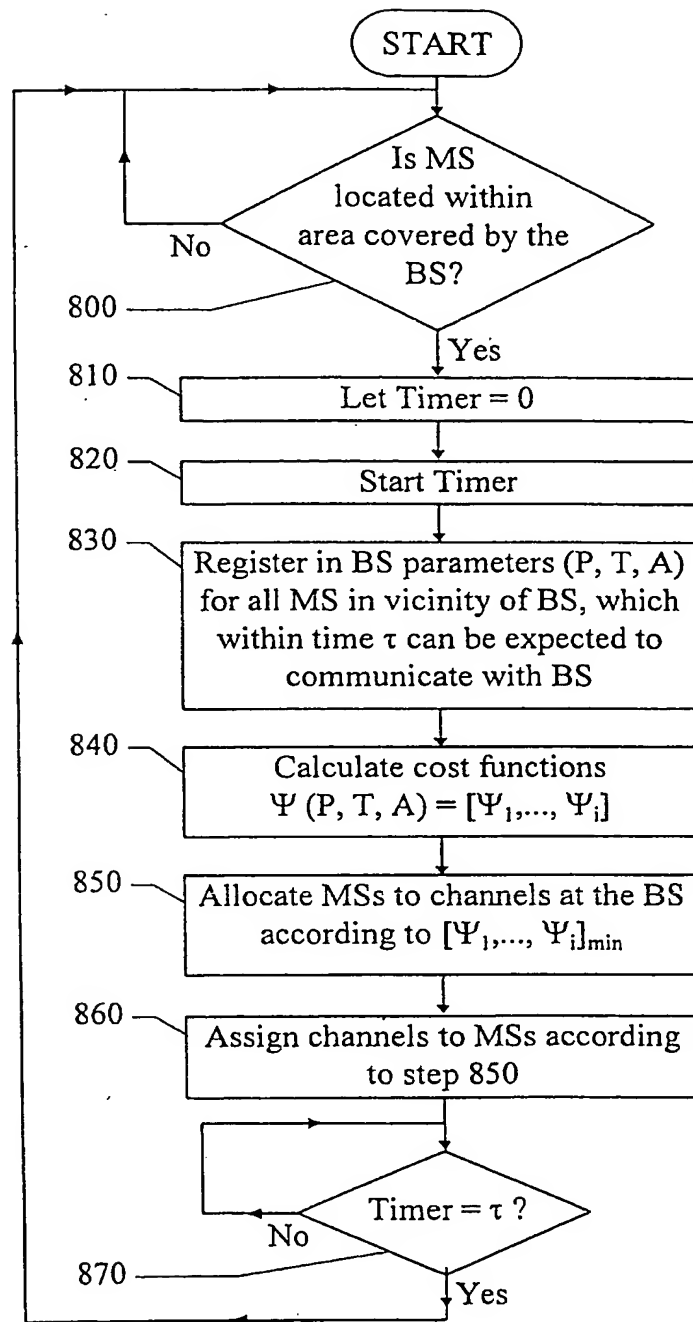 START
Is MS
located within
area covered by the
BS?
No
800
Yes
810
Let Timer = 0
820
Start Timer
830
Register in BS parameters (P, T, A)
for all MS in vicinity of BS, which
within time τ can be expected to
communicate with BS
840
Calculate cost functions
Ψ (P, T, A) = [Ψ₁,..., Ψᵢ]
850
Allocate MSs to channels at the BS
according to [Ψ₁,..., Ψᵢ]min
860
Assign channels to MSs according
to step 850
Timer = τ ?
No
870
Yes